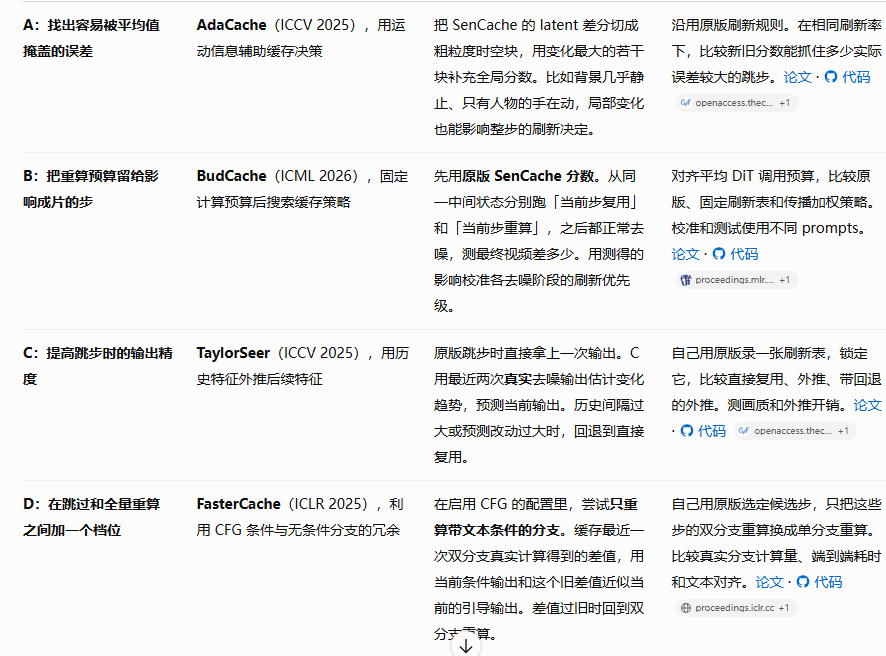 A：找出容易被平均值
掩盖的误差
AdaCache（ICCV 2025），用运
动信息辅助缓存决策
把 SenCache 的 latent 差分切成
粗粒度时空块，用变化最大的若干
块补充全局分数。比如背景几乎静
止、只有人物的手在动，局部变化
也能影响整步的刷新决定。
沿用原版刷新规则。在相同刷新率
下，比较新旧分数能抓住多少实际
误差较大的跳步。论文 · 代码
openaccess.thec... +1
B：把重算预算留给影
响成片的步
BudCache（ICML 2026），固定
计算预算后搜索缓存策略
先用原版 SenCache 分数。从同
一中间状态分别跑「当前步复用」
和「当前步重算」，之后都正常去
噪，测最终视频差多少。用测得的
影响校准各去噪阶段的刷新优先
级。
对齐平均 DiT 调用预算，比较原
版、固定刷新表和传播加权策略。
校准和测试使用不同 prompts。
论文 · 代码
proceedings.mlr.... +1
C：提高跳步时的输出精
度
TaylorSeer（ICCV 2025），用历
史特征外推后续特征
原版跳步时直接拿上一次输出。C
用最近两次真实去噪输出估计变化
趋势，预测当前输出。历史间隔过
大或预测改动过大时，回退到直接
复用。
自己用原版录一张刷新表，锁定
它，比较直接复用、外推、带回退
的外推。测画质和外推开销。论文
· 代码 openaccess.thec... +1
D：在跳过和全量重算
之间加一个档位
FasterCache（ICLR 2025），利
用 CFG 条件与无条件分支的冗余
在启用 CFG 的配置里，尝试只重
算带文本条件的分支。缓存最近一
次双分支真实计算得到的差值，用
当前条件输出和这个旧差值近似当
前的引导输出。差值过旧时回到双
分支重算。
自己用原版选定候选步，只把这些
步的双分支重算换成单分支重算。
比较真实分支计算量、端到端耗时
和文本对齐。论文 · 代码
proceedings.iclr.cc +1